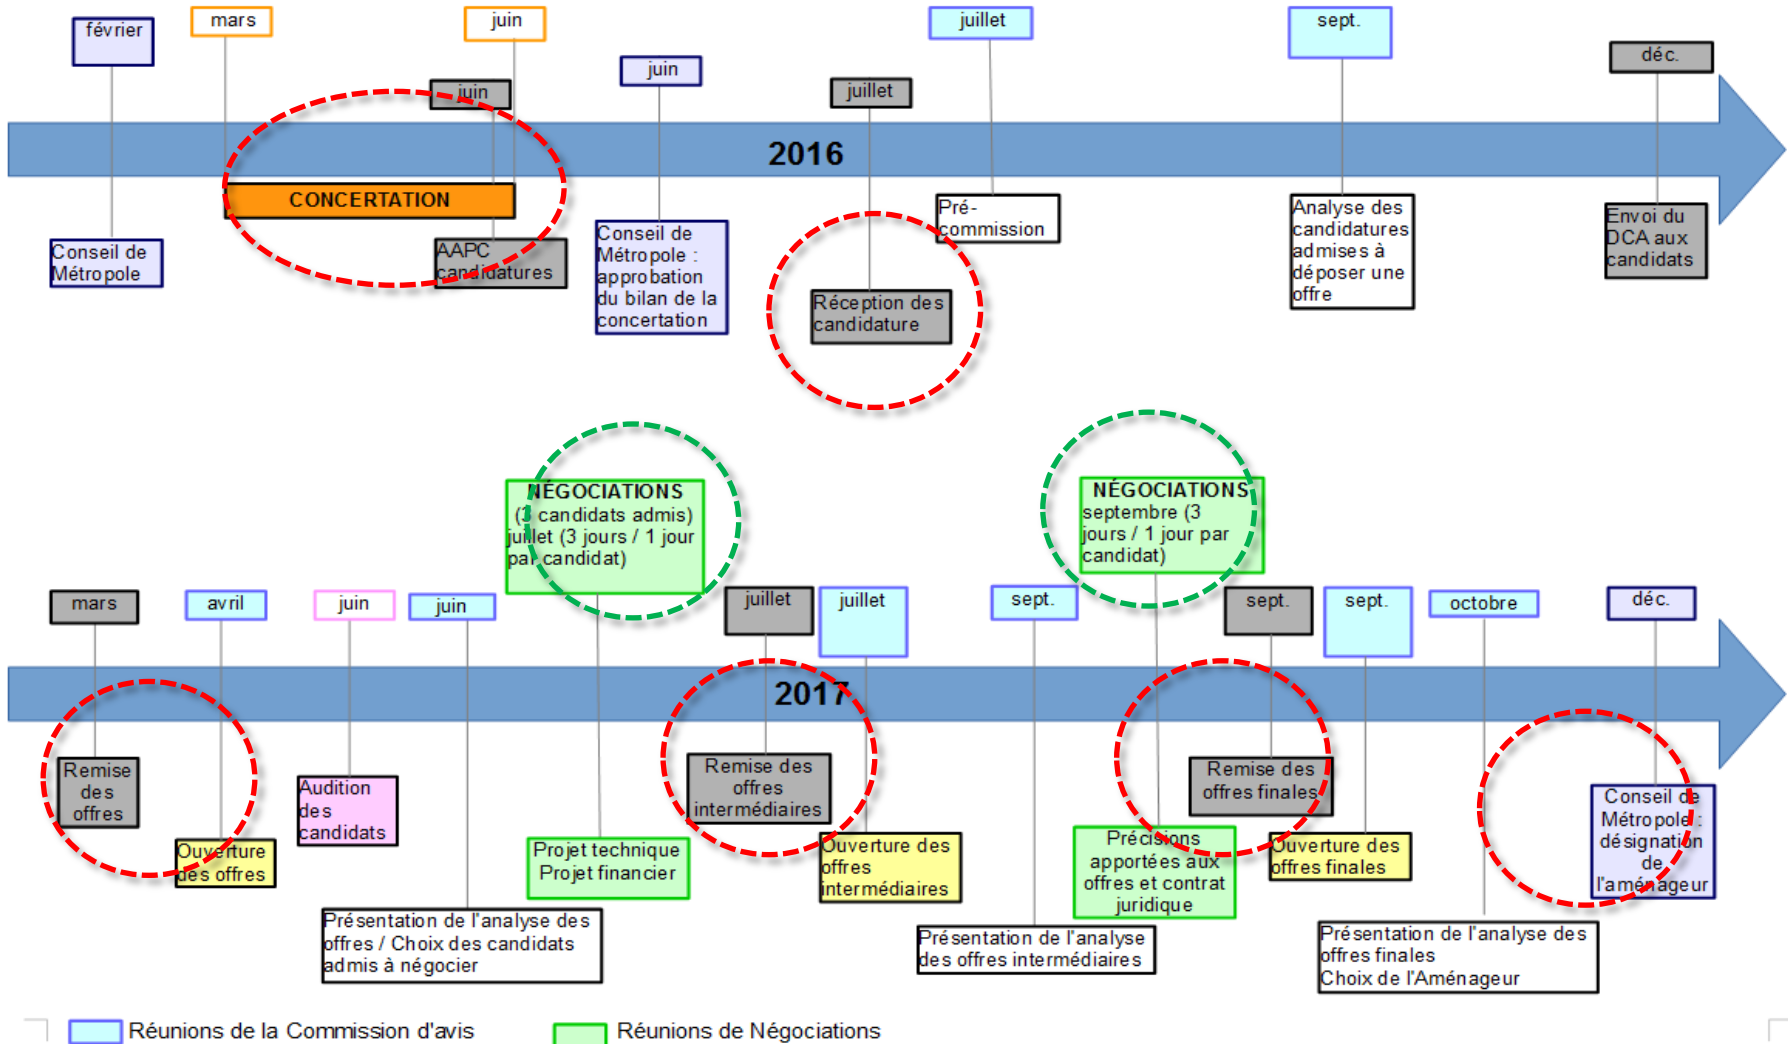 février
mars
juin
juin
juin
juillet
juillet
sept.
déc.
2016
CONCERTATION
Conseil de
Métropole
AAPC
candidatures
Conseil de
Métropole :
approbation
du bilan de la
concertation
Réception des
candidature
Pré-
commission
Analyse des
candidatures
admises à
déposer une
offre
Envoi du
DCA aux
candidats
NÉGOCIATIONS
(3 candidats admis)
juillet (3 jours / 1 jour
par candidat)
NÉGOCIATIONS
septembre (3
jours / 1 jour par
candidat)
mars
avril
juin
juin
juillet
juillet
sept.
sept.
sept.
octobre
déc.
2017
Remise
des
offres
Ouverture
des offres
Audition
des
candidats
Présentation de l'analyse des
offres / Choix des candidats
admis à négocier
Projet technique
Projet financier
Remise des
offres
intermédiaires
Ouverture des
offres
intermédiaires
Présentation de l'analyse
des offres intermédiaires
Précisions
apportées aux
offres et contrat
juridique
Remise des
offres finales
Ouverture des
offres finales
Présentation de l'analyse des
offres finales
Choix de l'Aménageur
Conseil de
Métropole :
désignation
de
l'aménageur
Réunions de la Commission d'avis
Réunions de Négociations